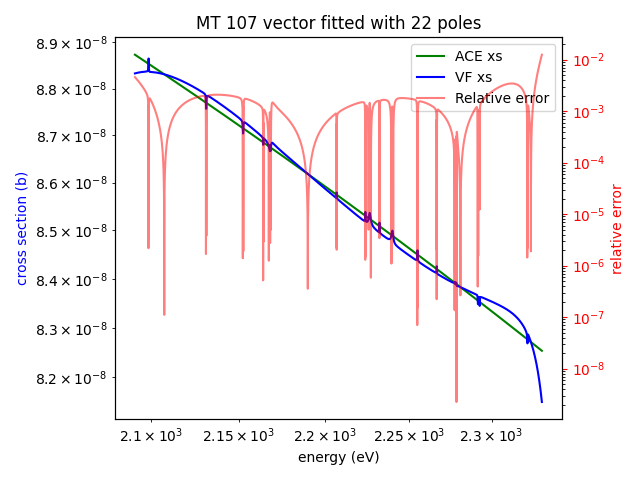 MT 107 vector fitted with 22 poles
ACE xs
VF xs
Relative error
cross section (b)
8.9 × 10⁻⁸
8.8 × 10⁻⁸
8.7 × 10⁻⁸
8.6 × 10⁻⁸
8.5 × 10⁻⁸
8.4 × 10⁻⁸
8.3 × 10⁻⁸
8.2 × 10⁻⁸
10⁻²
10⁻³
10⁻⁴
10⁻⁵
10⁻⁶
10⁻⁷
10⁻⁸
relative error
2.1 × 10³ 2.15 × 10³ 2.2 × 10³ 2.25 × 10³ 2.3 × 10³
energy (eV)